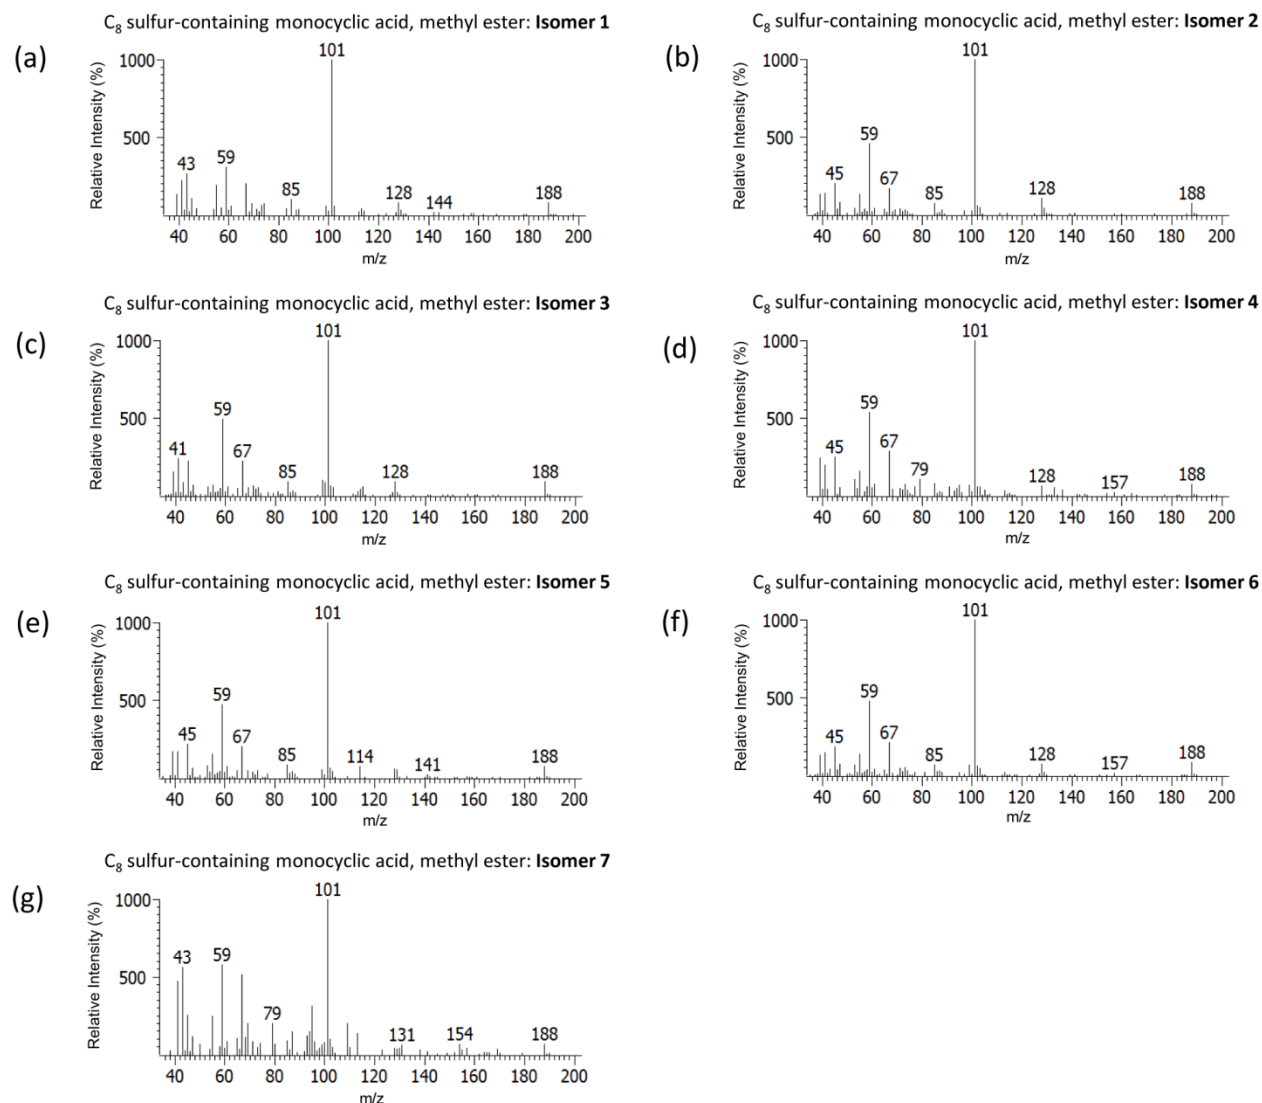 C₈ sulfur-containing monocyclic acid, methyl ester: Isomer 1
(a)
Relative Intensity (%)
1000
500
101
43
59
85
128
144
188
40 60 80 100 120 140 160 180 200
m/z
C₈ sulfur-containing monocyclic acid, methyl ester: Isomer 2
(b)
Relative Intensity (%)
1000
500
101
59
45
67
85
128
188
40 60 80 100 120 140 160 180 200
m/z
C₈ sulfur-containing monocyclic acid, methyl ester: Isomer 3
(c)
Relative Intensity (%)
1000
500
101
59
41
67
85
128
188
40 60 80 100 120 140 160 180 200
m/z
C₈ sulfur-containing monocyclic acid, methyl ester: Isomer 4
(d)
Relative Intensity (%)
1000
500
101
59
45
67
79
128
157
188
40 60 80 100 120 140 160 180 200
m/z
C₈ sulfur-containing monocyclic acid, methyl ester: Isomer 5
(e)
Relative Intensity (%)
1000
500
101
59
45
67
85
114
141
188
40 60 80 100 120 140 160 180 200
m/z
C₈ sulfur-containing monocyclic acid, methyl ester: Isomer 6
(f)
Relative Intensity (%)
1000
500
101
59
45
67
85
128
157
188
40 60 80 100 120 140 160 180 200
m/z
C₈ sulfur-containing monocyclic acid, methyl ester: Isomer 7
(g)
Relative Intensity (%)
1000
500
101
43
59
79
131
154
188
40 60 80 100 120 140 160 180 200
m/z